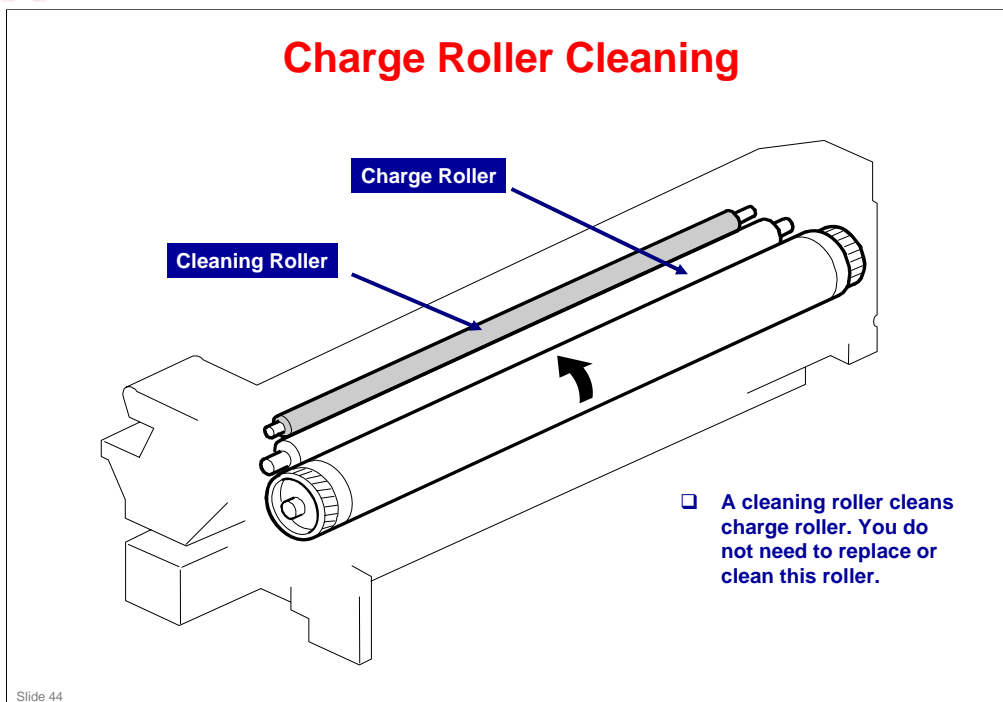 Charge Roller Cleaning
Charge Roller
Cleaning Roller
❑ A cleaning roller cleans
charge roller. You do
not need to replace or
clean this roller.
Slide 44